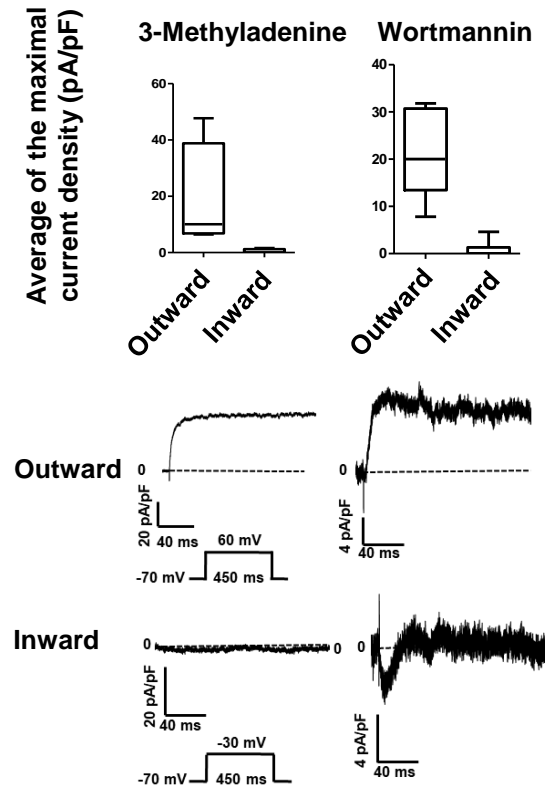 3-Methyladenine
Wortmannin
Average of the maximal
current density (pA/pF)
60
40
20
0
Outward
Inward
40
30
20
10
0
Outward
Inward
Outward
0
20 pA/pF
40 ms
60 mV
-70 mV
450 ms
0
4 pA/pF
40 ms
Inward
0
20 pA/pF
40 ms
-30 mV
-70 mV
450 ms
0
4 pA/pF
40 ms